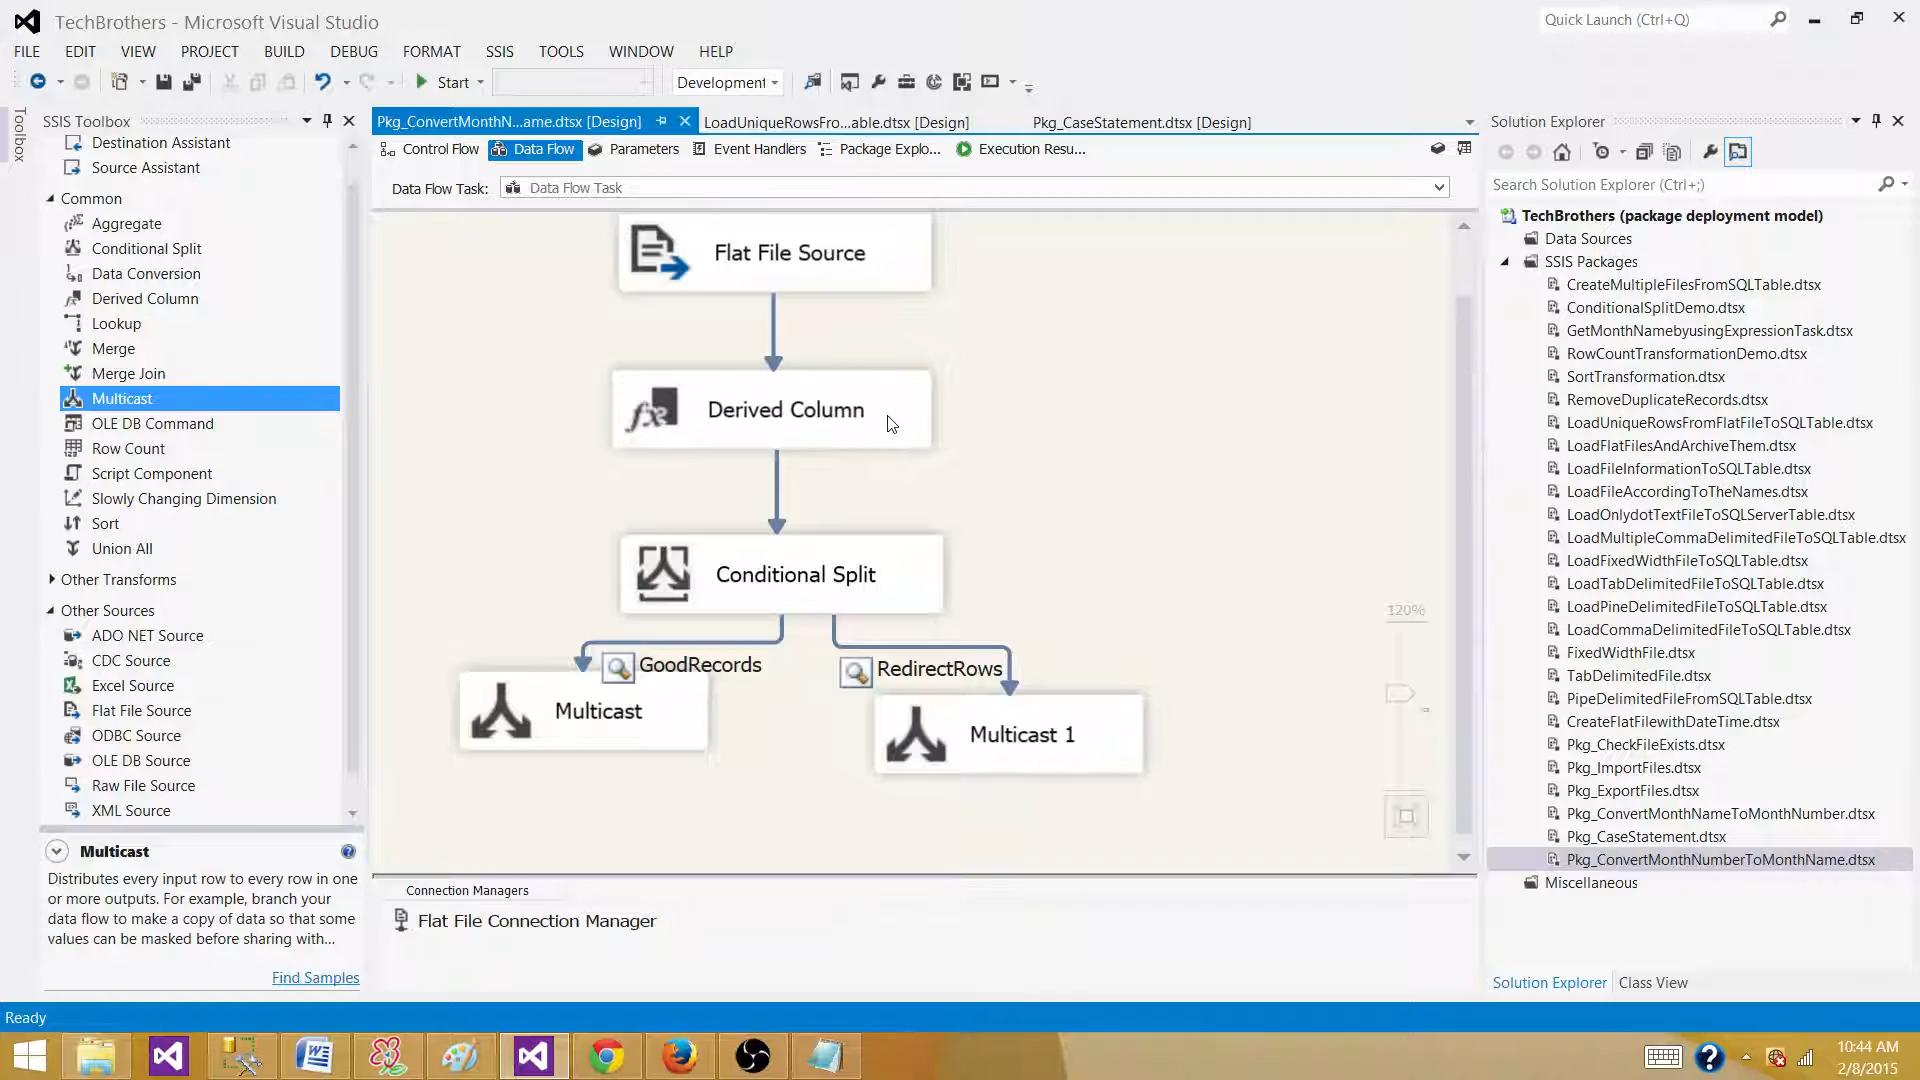 TechBrothers - Microsoft Visual Studio
Quick Launch (Ctrl+Q)
FILE EDIT VIEW PROJECT BUILD DEBUG FORMAT SSIS TOOLS WINDOW HELP
Start
Development
Toolbox
SSIS Toolbox
Destination Assistant
Source Assistant
Common
Aggregate
Conditional Split
Data Conversion
Derived Column
Lookup
Merge
Merge Join
Multicast
OLE DB Command
Row Count
Script Component
Slowly Changing Dimension
Sort
Union All
Other Transforms
Other Sources
ADO NET Source
CDC Source
Excel Source
Flat File Source
ODBC Source
OLE DB Source
Raw File Source
XML Source
Multicast
Distributes every input row to every row in one
or more outputs. For example, branch your
data flow to make a copy of data so that some
values can be masked before sharing with...
Find Samples
Pkg_ConvertMonthN...ame.dtsx [Design]
LoadUniqueRowsFro...able.dtsx [Design]
Pkg_CaseStatement.dtsx [Design]
Control Flow
Data Flow
Parameters
Event Handlers
Package Explo...
Execution Resu...
Data Flow Task:
Data Flow Task
Flat File Source
Derived Column
Conditional Split
GoodRecords
RedirectRows
Multicast
Multicast 1
120%
Connection Managers
Flat File Connection Manager
Solution Explorer
Search Solution Explorer (Ctrl+;)
TechBrothers (package deployment model)
Data Sources
SSIS Packages
CreateMultipleFilesFromSQLTable.dtsx
ConditionalSplitDemo.dtsx
GetMonthNamebyusingExpressionTask.dtsx
RowCountTransformationDemo.dtsx
SortTransformation.dtsx
RemoveDuplicateRecords.dtsx
LoadUniqueRowsFromFlatFileToSQLTable.dtsx
LoadFlatFilesAndArchiveThem.dtsx
LoadFileInformationToSQLTable.dtsx
LoadFileAccordingToTheNames.dtsx
LoadOnlydotTextFileToSQLServerTable.dtsx
LoadMultipleCommaDelimitedFileToSQLTable.dtsx
LoadFixedWidthFileToSQLTable.dtsx
LoadTabDelimitedFileToSQLTable.dtsx
LoadPineDelimitedFileToSQLTable.dtsx
LoadCommaDelimitedFileToSQLTable.dtsx
FixedWidthFile.dtsx
TabDelimitedFile.dtsx
PipeDelimitedFileFromSQLTable.dtsx
CreateFlatFilewithDateTime.dtsx
Pkg_CheckFileExists.dtsx
Pkg_ImportFiles.dtsx
Pkg_ExportFiles.dtsx
Pkg_ConvertMonthNameToMonthNumber.dtsx
Pkg_CaseStatement.dtsx
Pkg_ConvertMonthNumberToMonthName.dtsx
Miscellaneous
Solution Explorer
Class View
Ready
10:44 AM
2/8/2015